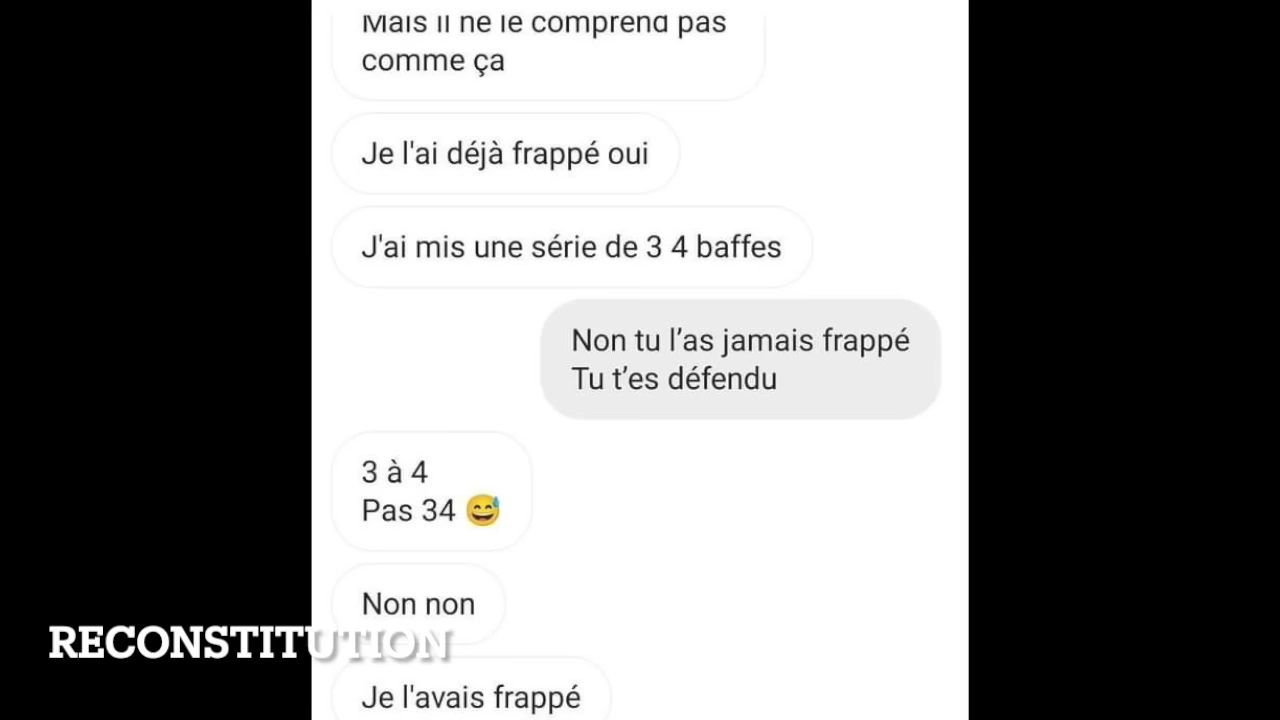 Mais il ne le comprend pas
comme ça
Je l'ai déjà frappé oui
J'ai mis une série de 3 4 baffes
Non tu l’as jamais frappé
Tu t’es défendu
3 à 4
Pas 34 😅
Non non
RECONSTITUTION
Je l'avais frappé